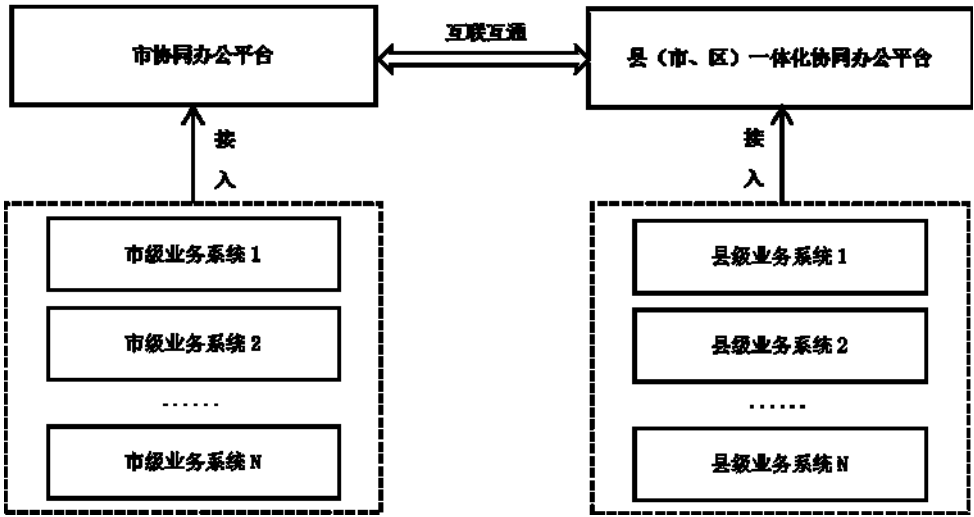 互联互通
市协同办公平台
县（市、区）一体化协同办公平台
接
入
接
入
市级业务系统1
市级业务系统2
......
市级业务系统N
县级业务系统1
县级业务系统2
......
县级业务系统N